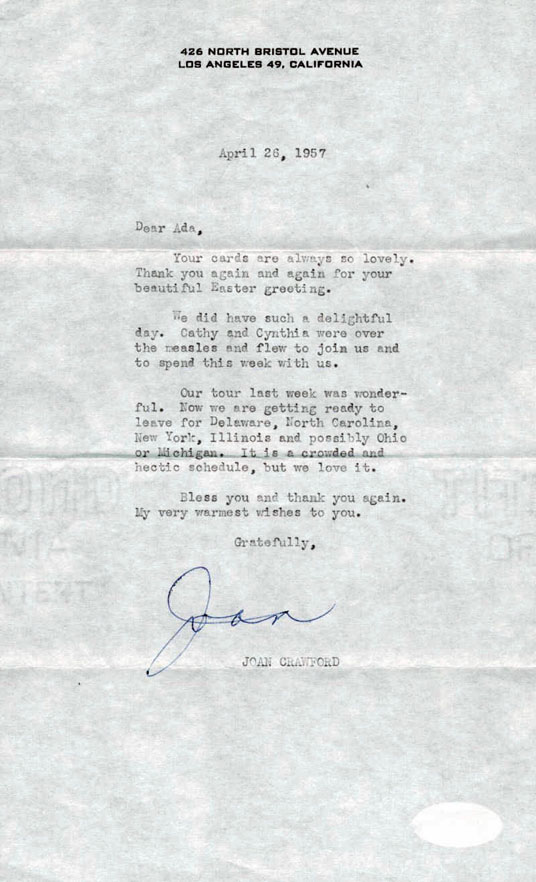 426 NORTH BRISTOL AVENUE
LOS ANGELES 49, CALIFORNIA
April 26, 1957
Dear Ada,
Your cards are always so lovely.
Thank you again and again for your
beautiful Easter greeting.
We did have such a delightful
day. Cathy and Cynthia were over
the measles and flew to join us and
to spend this week with us.
Our tour last week was wonder-
ful. Now we are getting ready to
leave for Delaware, North Carolina,
New York, Illinois and possibly Ohio
or Michigan. It is a crowded and
hectic schedule, but we love it.
Bless you and thank you again.
My very warmest wishes to you.
Gratefully,
Joan
JOAN CRAWFORD